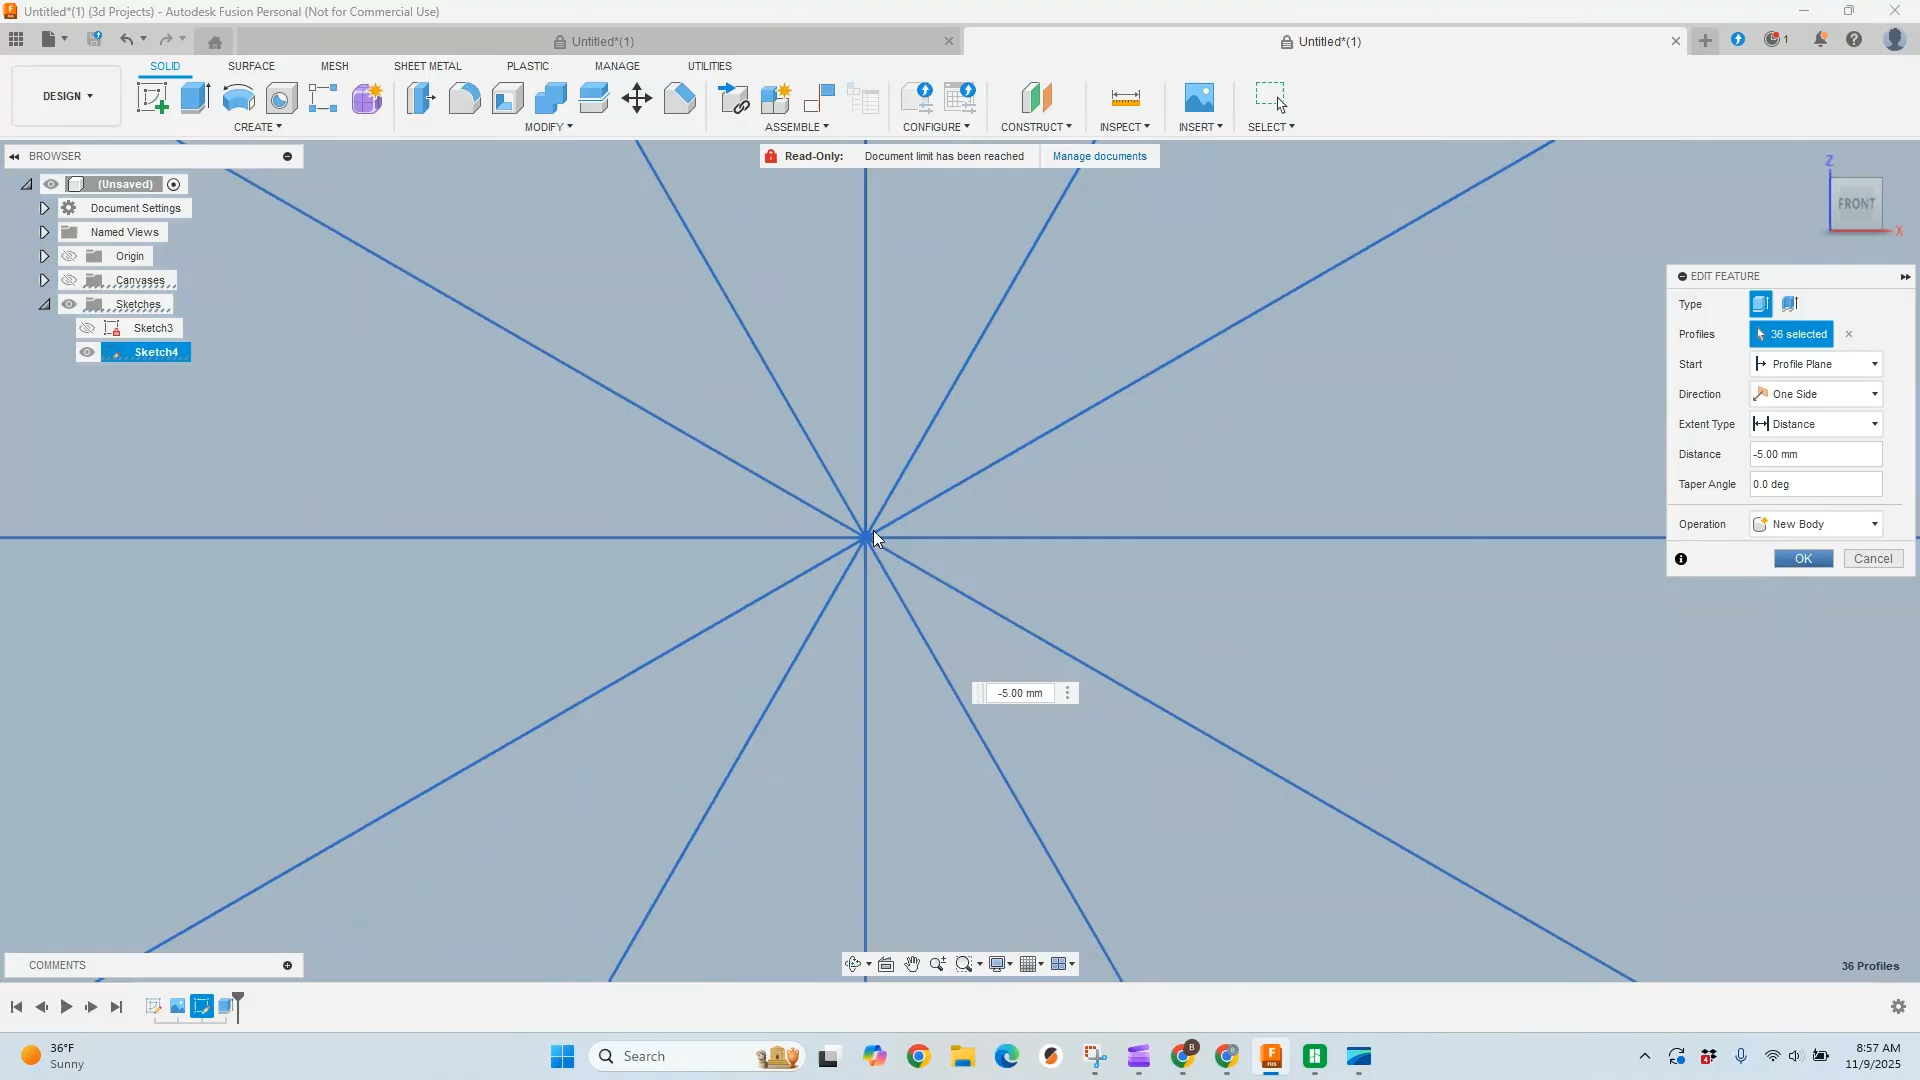 Untitled*(1) (3d Projects) - Autodesk Fusion Personal (Not for Commercial Use)
Untitled*(1)
Untitled*(1)
1
SOLID
SURFACE
MESH
SHEET METAL
PLASTIC
MANAGE
UTILITIES
DESIGN
CREATE
MODIFY
ASSEMBLE
CONFIGURE
CONSTRUCT
INSPECT
INSERT
SELECT
BROWSER
Read-Only: Document limit has been reached Manage documents
(Unsaved)
Document Settings
Named Views
Origin
Canvases
Sketches
Sketch3
Sketch4
Z
FRONT
X
EDIT FEATURE
Type
Profiles 36 selected
Start Profile Plane
Direction One Side
Extent Type Distance
Distance -5.00 mm
Taper Angle 0.0 deg
Operation New Body
OK Cancel
-5.00 mm
COMMENTS
36 Profiles
36°F
Sunny
Search
8:57 AM
11/9/2025